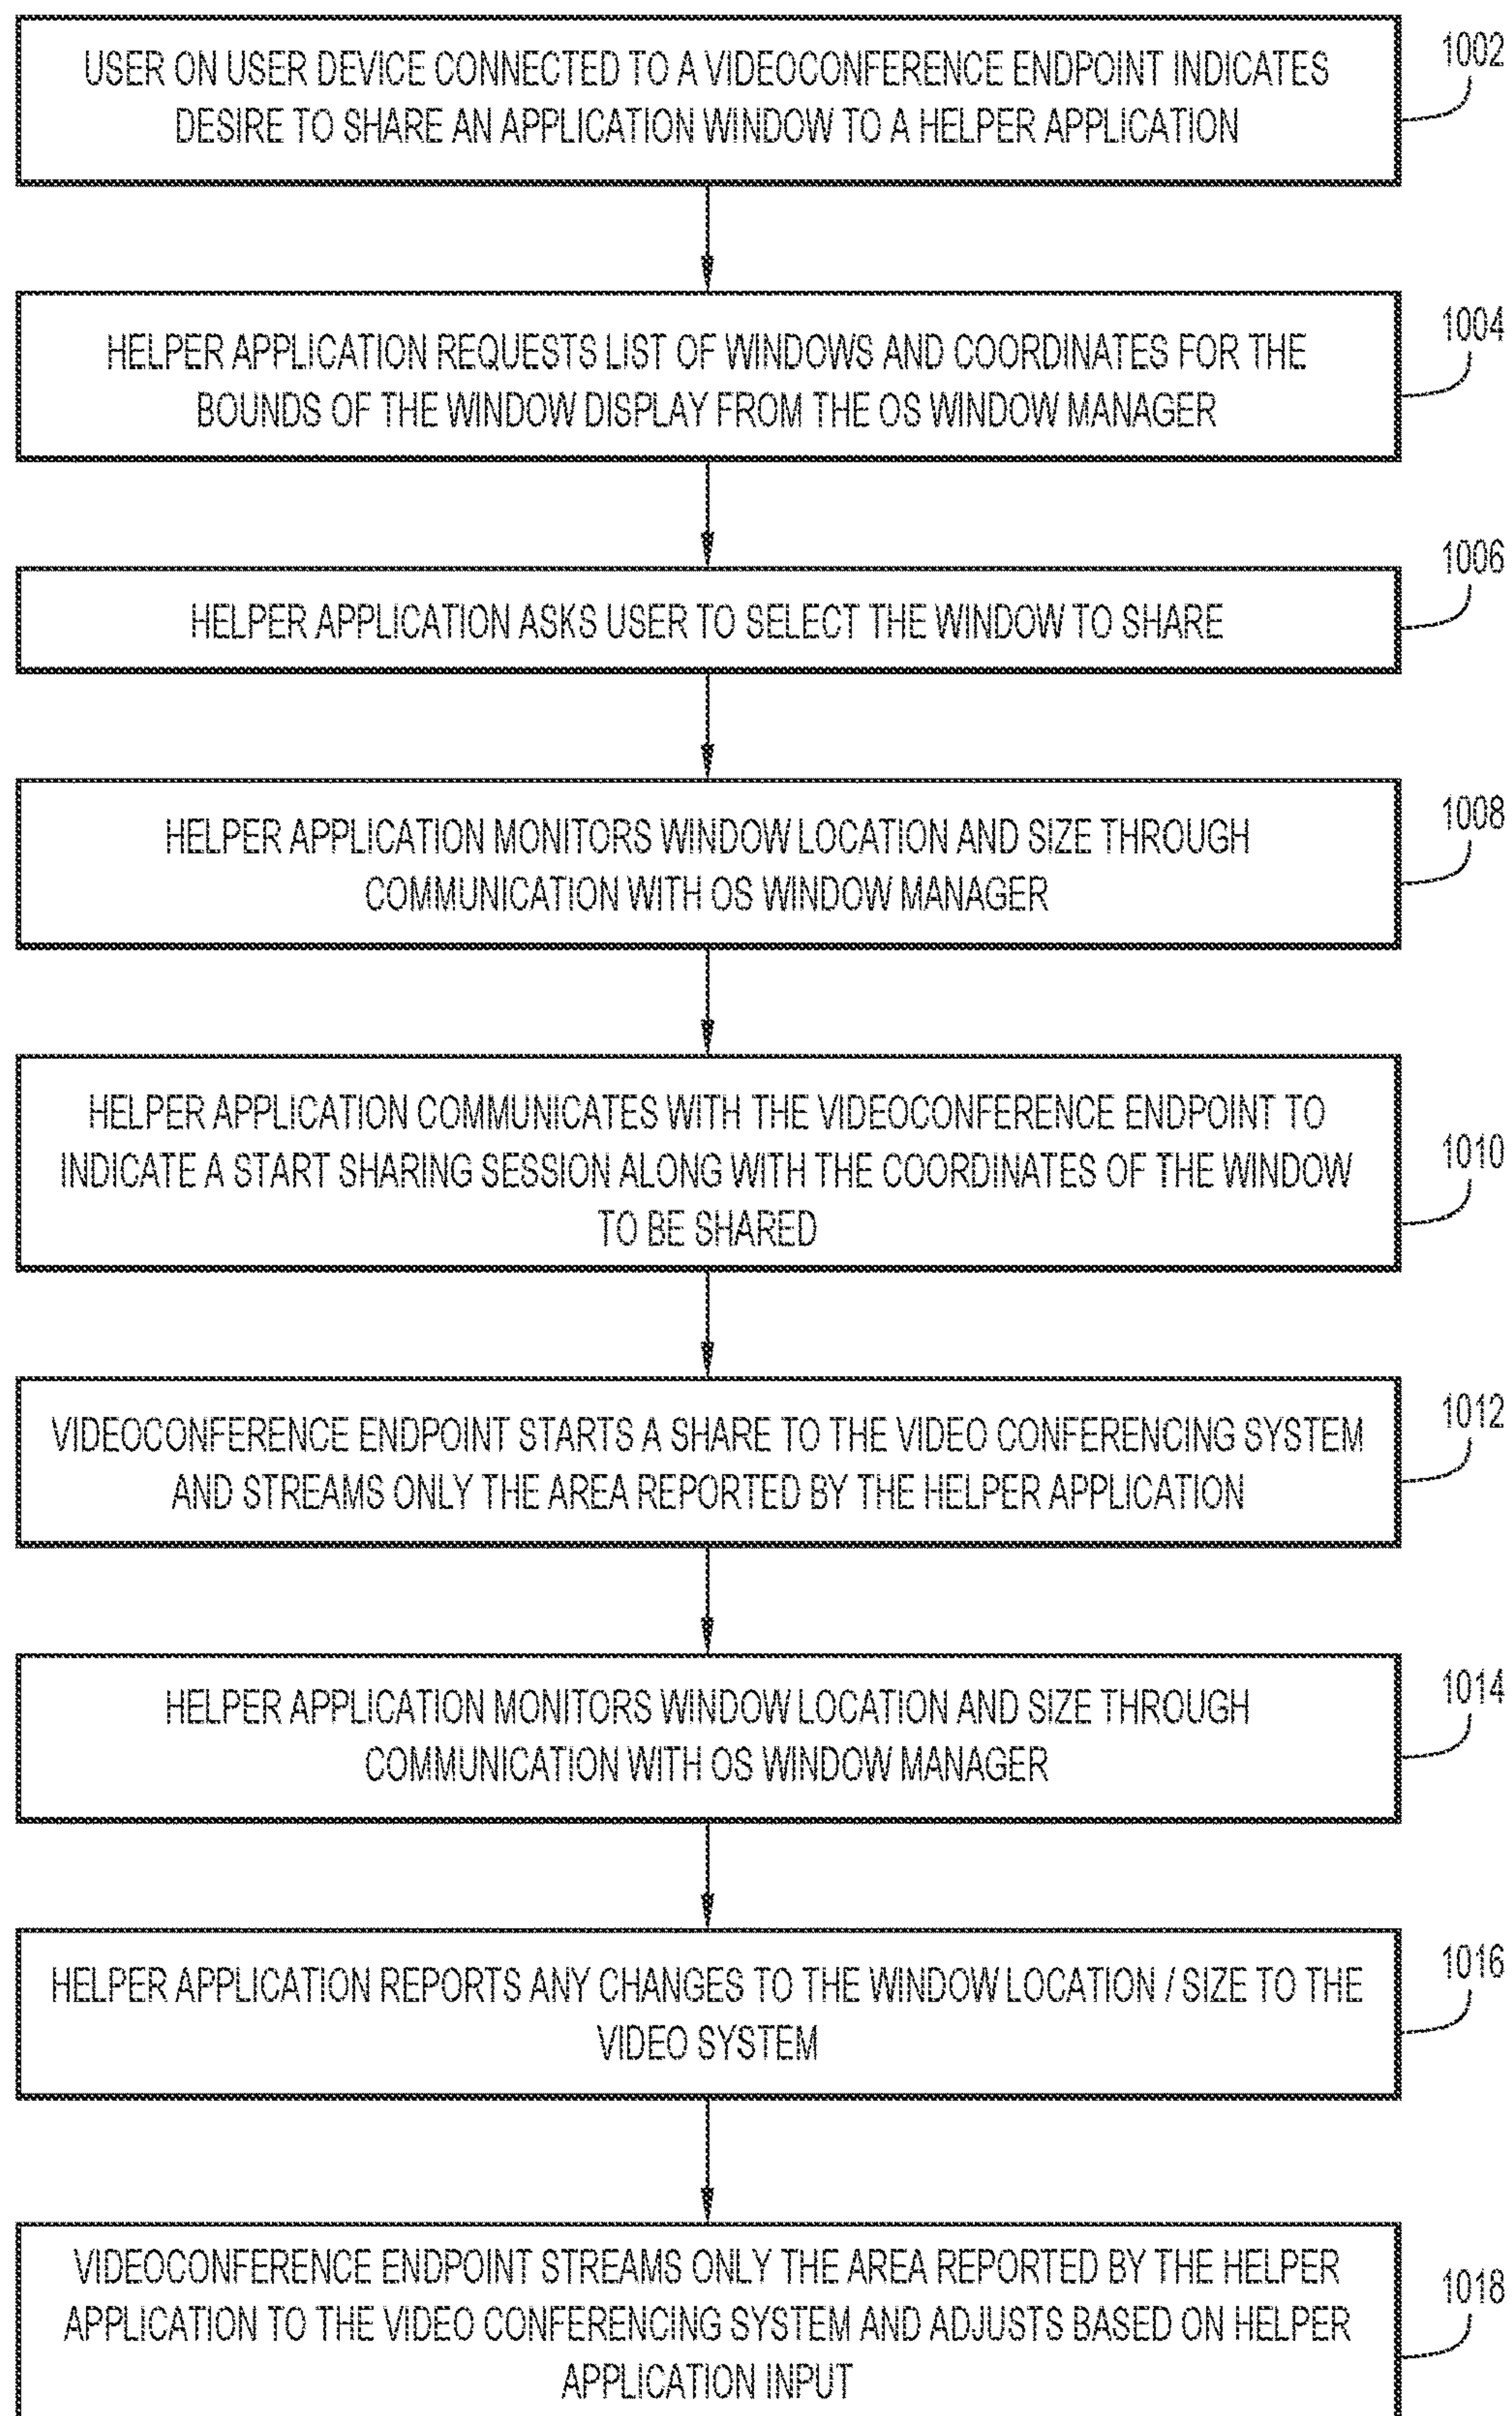 USER ON USER DEVICE CONNECTED TO A VIDEOCONFERENCE ENDPOINT INDICATES
DESIRE TO SHARE AN APPLICATION WINDOW TO A HELPER APPLICATION
1002
HELPER APPLICATION REQUESTS LIST OF WINDOWS AND COORDINATES FOR THE
BOUNDS OF THE WINDOW DISPLAY FROM THE OS WINDOW MANAGER
1004
HELPER APPLICATION ASKS USER TO SELECT THE WINDOW TO SHARE
1006
HELPER APPLICATION MONITORS WINDOW LOCATION AND SIZE THROUGH
COMMUNICATION WITH OS WINDOW MANAGER
1008
HELPER APPLICATION COMMUNICATES WITH THE VIDEOCONFERENCE ENDPOINT TO
INDICATE A START SHARING SESSION ALONG WITH THE COORDINATES OF THE WINDOW
TO BE SHARED
1010
VIDEOCONFERENCE ENDPOINT STARTS A SHARE TO THE VIDEO CONFERENCING SYSTEM
AND STREAMS ONLY THE AREA REPORTED BY THE HELPER APPLICATION
1012
HELPER APPLICATION MONITORS WINDOW LOCATION AND SIZE THROUGH
COMMUNICATION WITH OS WINDOW MANAGER
1014
HELPER APPLICATION REPORTS ANY CHANGES TO THE WINDOW LOCATION / SIZE TO THE
VIDEO SYSTEM
1016
VIDEOCONFERENCE ENDPOINT STREAMS ONLY THE AREA REPORTED BY THE HELPER
APPLICATION TO THE VIDEO CONFERENCING SYSTEM AND ADJUSTS BASED ON HELPER
APPLICATION INPUT
1018